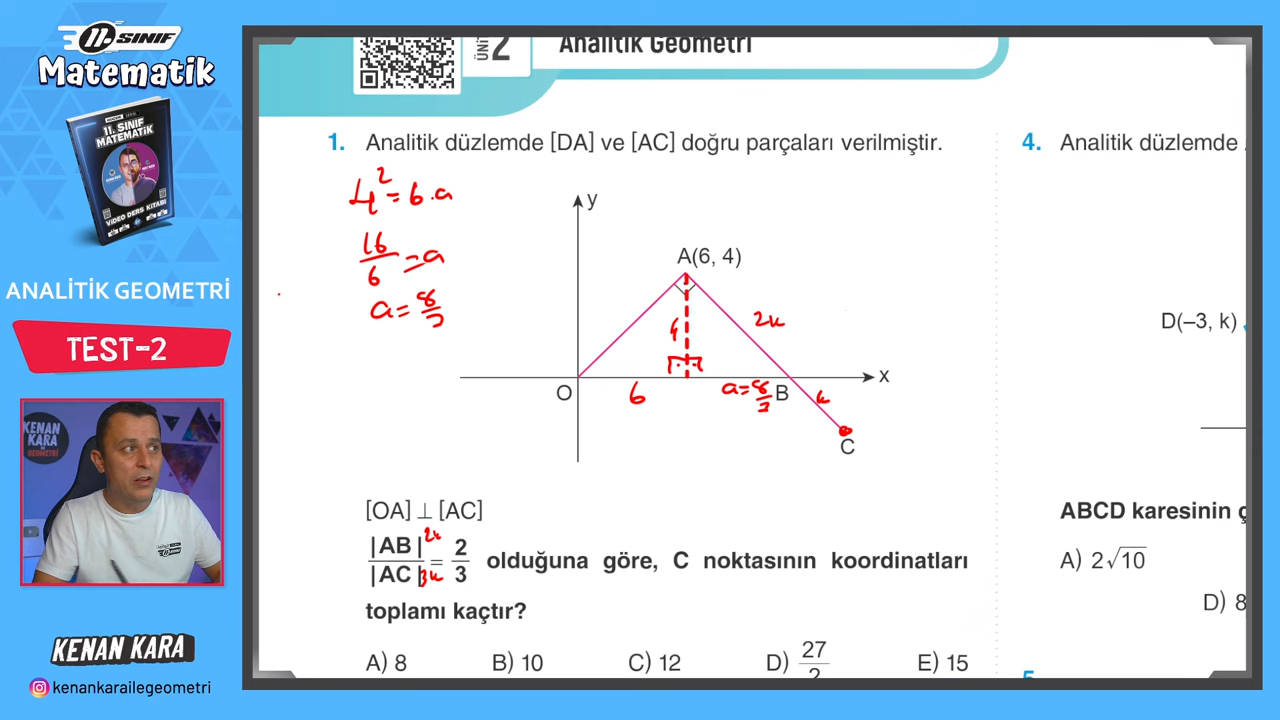 11.SINIF
Matematik
11. SINIF
MATEMATİK
VİDEO DERS KİTABI
ANALİTİK GEOMETRİ
TEST-2
KENAN
KARA
GEOMETRİ
KENAN KARA
kenankarailegeometri
2
Analitik Geometri
1. Analitik düzlemde [DA] ve [AC] doğru parçaları verilmiştir.
4² = 6.a
16/6 = a
a = 8/3
y
A(6, 4)
2k
4
x
O
6
a = 8/3
B
k
C
[OA] ⊥ [AC]
|AB| 2k / |AC| 3k = 2/3 olduğuna göre, C noktasının koordinatları
toplamı kaçtır?
A) 8 B) 10 C) 12 D) 27/2 E) 15
4. Analitik düzlemde
D(–3, k)
ABCD karesinin ç
A) 2√10
D) 8